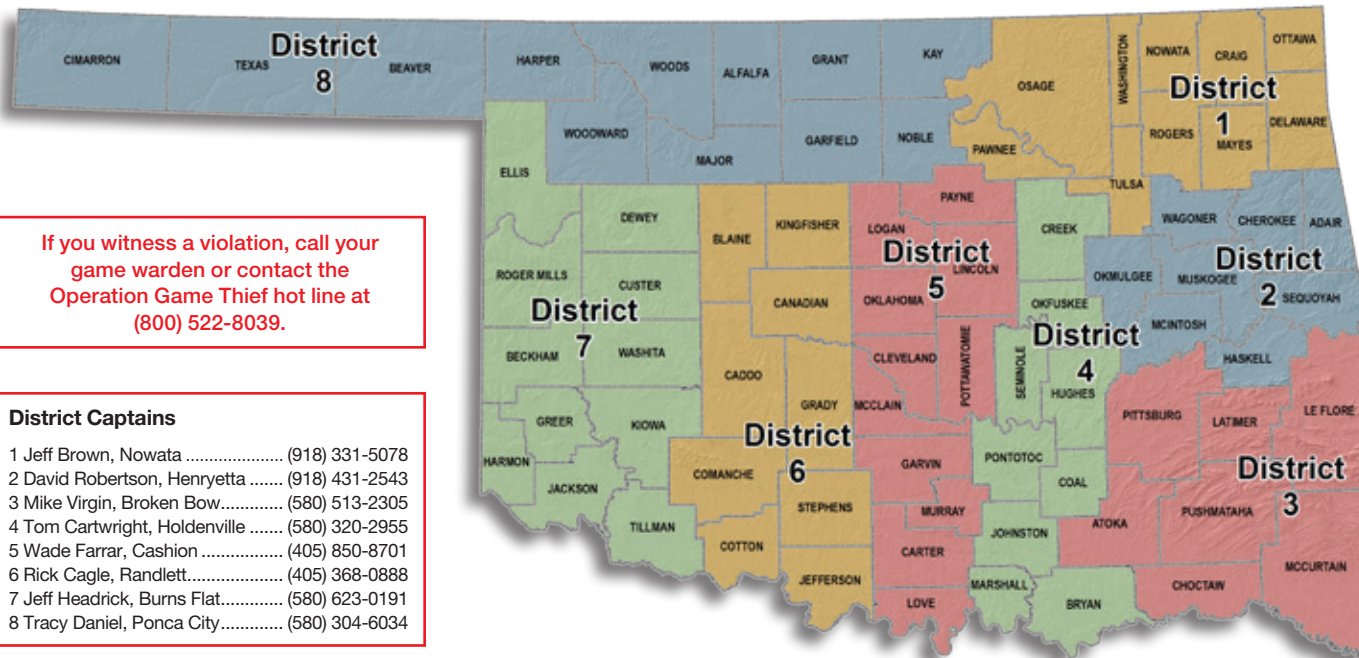 District
8
CIMARRON
TEXAS
BEAVER
HARPER
WOODS
ALFALFA
GRANT
KAY
WOODWARD
MAJOR
GARFIELD
NOBLE
District
1
OSAGE
WASHINGTON
NOWATA
CRAIG
OTTAWA
ROGERS
MAYES
DELAWARE
PAWNEE
TULSA
If you witness a violation, call your
game warden or contact the
Operation Game Thief hot line at
(800) 522-8039.
ELLIS
DEWEY
ROGER MILLS
CUSTER
District
7
BECKHAM
WASHITA
GREER
KIOWA
HARMON
JACKSON
TILLMAN
BLAINE
KINGFISHER
CANADIAN
CADDO
GRADY
District
6
COMANCHE
STEPHENS
COTTON
JEFFERSON
PAYNE
LOGAN
District
5
LINCOLN
OKLAHOMA
CLEVELAND
POTTAWATOMIE
MCCLAIN
GARVIN
MURRAY
CARTER
LOVE
CREEK
OKFUSKEE
District
4
SEMINOLE
HUGHES
PONTOTOC
COAL
JOHNSTON
MARSHALL
BRYAN
WAGONER
CHEROKEE
ADAIR
OKMULGEE
MUSKOGEE
District
2
SEQUOYAH
MCINTOSH
HASKELL
PITTSBURG
LATIMER
LE FLORE
District
3
ATOKA
PUSHMATAHA
CHOCTAW
MCCURTAIN
District Captains
1 Jeff Brown, Nowata .................... (918) 331-5078
2 David Robertson, Henryetta ....... (918) 431-2543
3 Mike Virgin, Broken Bow............. (580) 513-2305
4 Tom Cartwright, Holdenville ....... (580) 320-2955
5 Wade Farrar, Cashion ................. (405) 850-8701
6 Rick Cagle, Randlett.................... (405) 368-0888
7 Jeff Headrick, Burns Flat............. (580) 623-0191
8 Tracy Daniel, Ponca City............. (580) 304-6034